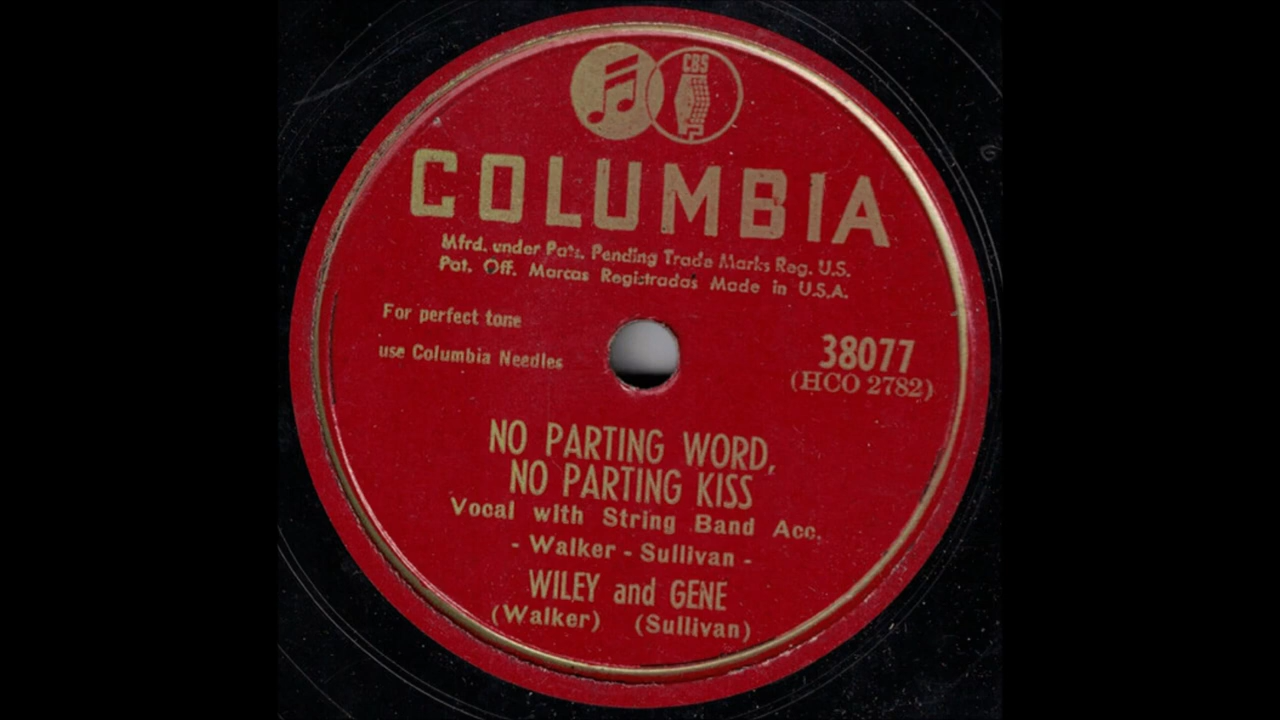 CBS
COLUMBIA
Mfrd. under Pats. Pending Trade Marks Reg. U.S.
Pat. Off. Marcas Registradas Made in U.S.A.
For perfect tone
use Columbia Needles
38077
(HCO 2782)
NO PARTING WORD,
NO PARTING KISS
Vocal with String Band Acc.
- Walker - Sullivan -
WILEY and GENE
(Walker) (Sullivan)